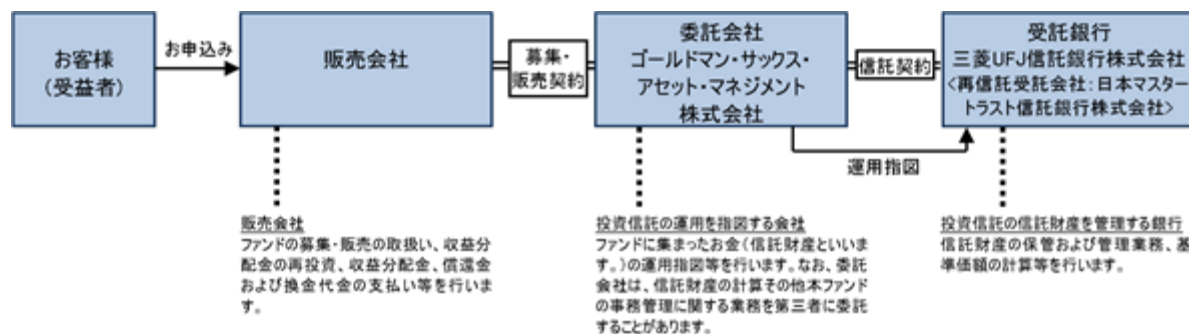 お客様
(受益者)
お申込み
販売会社
募集・
販売契約
委託会社
ゴールドマン・サックス・
アセット・マネジメント
株式会社
信託契約
受託銀行
三菱UFJ信託銀行株式会社
<再信託受託会社:日本マスター
トラスト信託銀行株式会社>
運用指図
販売会社
ファンドの募集・販売の取扱い、収益分
配金の再投資、収益分配金、償還金
および換金代金の支払い等を行いま
す。
投資信託の運用を指図する会社
ファンドに集まったお金(信託財産といいま
す。)の運用指図等を行います。なお、委託
会社は、信託財産の計算その他本ファンド
の事務管理に関する業務を第三者に委託
することがあります。
投資信託の信託財産を管理する銀行
信託財産の保管および管理業務、基
準価額の計算等を行います。